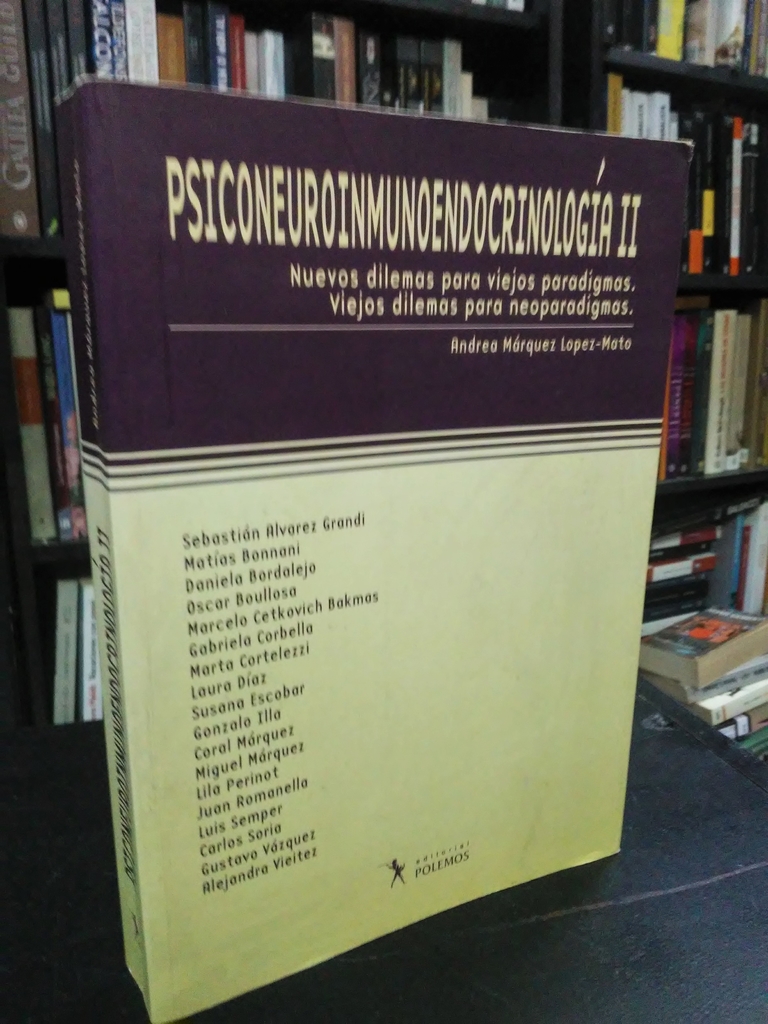 PSICONEUROINMUNOENDOCRINOLOGÍA II
Nuevos dilemas para viejos paradigmas.
Viejos dilemas para neoparadigmas.
Andrea Márquez Lopez-Mato
Sebastián Alvarez Grandi
Matías Bonnani
Daniela Bordalejo
Oscar Boullosa
Marcelo Cetkovich Bakmas
Gabriela Corbella
Marta Cortelezzi
Laura Díaz
Susana Escobar
Gonzalo Illa
Coral Márquez
Miguel Márquez
Lila Perinot
Juan Romanella
Luis Semper
Carlos Soria
Gustavo Vázquez
Alejandra Vieitez
editorial
POLEMOS
PSICONEUROINMUNOENDOCRINOLOGÍA II